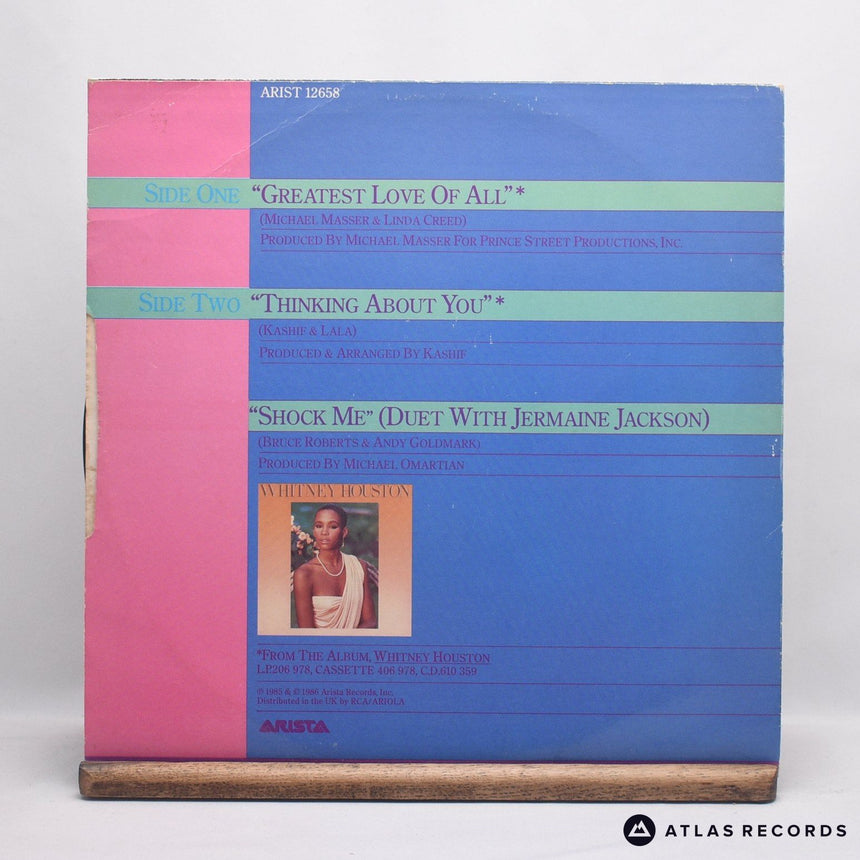 ARIST 12658
SIDE ONE "GREATEST LOVE OF ALL"*
(MICHAEL MASSER & LINDA CREED)
PRODUCED BY MICHAEL MASSER FOR PRINCE STREET PRODUCTIONS, INC.
SIDE TWO "THINKING ABOUT YOU"*
(KASHIF & LALA)
PRODUCED & ARRANGED BY KASHIF
"SHOCK ME" (DUET WITH JERMAINE JACKSON)
(BRUCE ROBERTS & ANDY GOLDMARK)
PRODUCED BY MICHAEL OMARTIAN
WHITNEY HOUSTON
*FROM THE ALBUM, WHITNEY HOUSTON
L.P.206 978, CASSETTE 406 978, C.D.610 359
℗ 1985 & © 1986 Arista Records, Inc.
Distributed in the UK by RCA/ARIOLA
ARISTA
ATLAS RECORDS